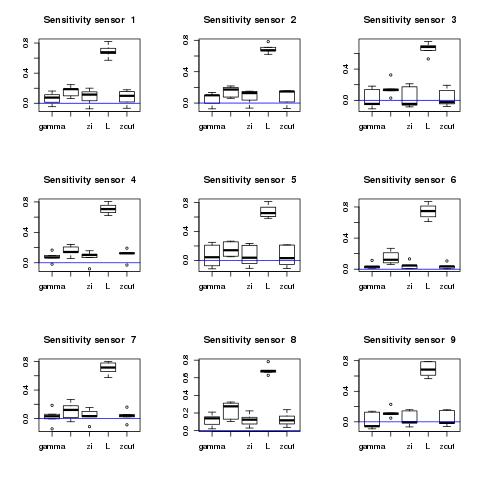 Sensitivity sensor 1
Sensitivity sensor 2
Sensitivity sensor 3
0.0 0.4 0.8
0.0 0.4 0.8
0.0 0.4
gamma zi L zcut
gamma zi L zcut
gamma zi L zcut
Sensitivity sensor 4
Sensitivity sensor 5
Sensitivity sensor 6
0.0 0.4 0.8
0.0 0.4 0.8
0.0 0.4 0.8
gamma zi L zcut
gamma zi L zcut
gamma zi L zcut
Sensitivity sensor 7
Sensitivity sensor 8
Sensitivity sensor 9
0.0 0.4
0.0 0.2 0.4 0.6 0.8
0.0 0.4
gamma zi L zcut
gamma zi L zcut
gamma zi L zcut